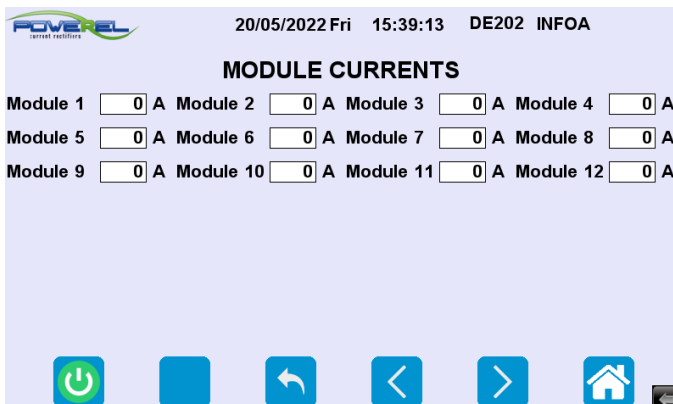 POWEREL
current rectifiers
20/05/2022 Fri 15:39:13 DE202 INFOA
MODULE CURRENTS
Module 1 0 A Module 2 0 A Module 3 0 A Module 4 0 A
Module 5 0 A Module 6 0 A Module 7 0 A Module 8 0 A
Module 9 0 A Module 10 0 A Module 11 0 A Module 12 0 A